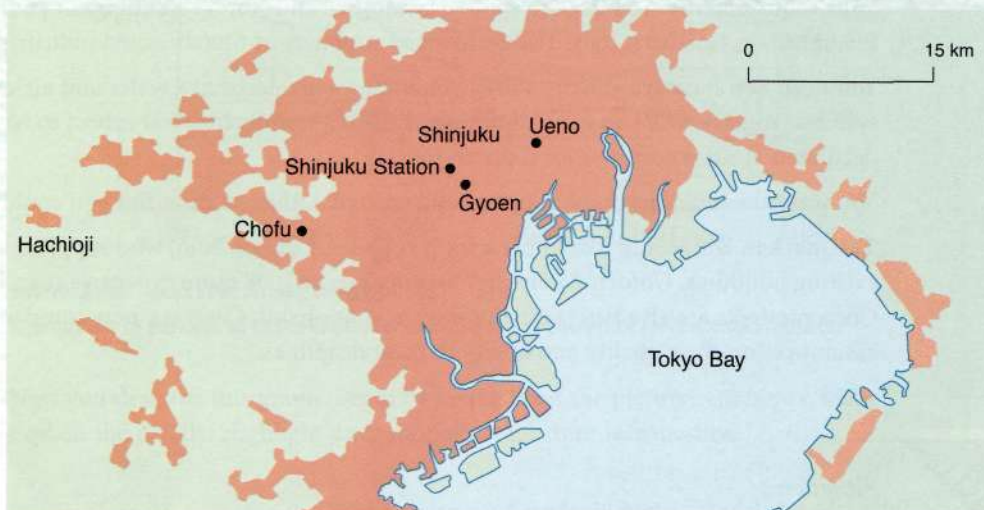 0 15 km
Ueno
Shinjuku
Shinjuku Station
Gyoen
Chofu
Hachioji
Tokyo Bay